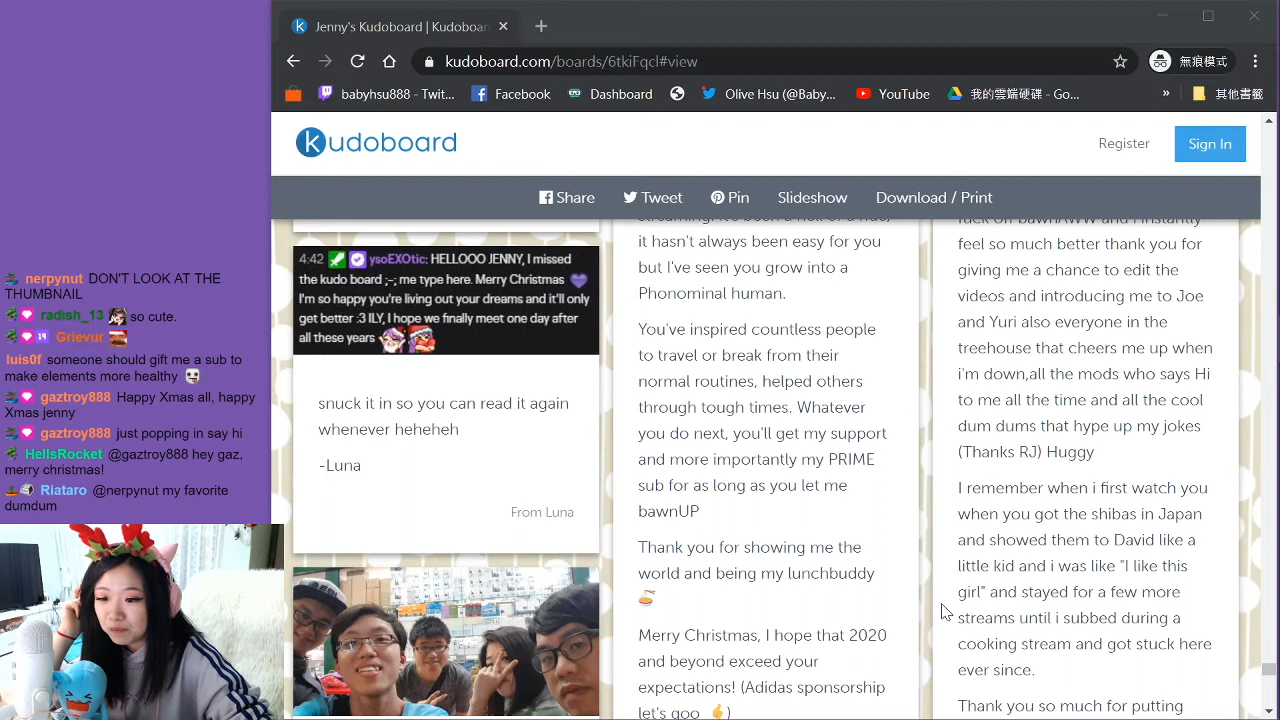 Jenny's Kudoboard | Kudoboar
kudoboard.com/boards/6tkiFqcl#view
無痕模式
babyhsu888 - Twit...
Facebook
Dashboard
Olive Hsu (@Baby...
YouTube
我的雲端硬碟 - Go...
»
其他書籤
kudoboard
Register
Sign In
Share
Tweet
Pin
Slideshow
Download / Print
nerpynut DON'T LOOK AT THE
THUMBNAIL
radish_13 so cute.
Grievur
luis0f someone should gift me a sub to
make elements more healthy
gaztroy888 Happy Xmas all, happy
Xmas jenny
gaztroy888 just popping in say hi
HellsRocket @gaztroy888 hey gaz,
merry christmas!
Riataro @nerpynut my favorite
dumdum
4:42 ysoEXOtic: HELLOOO JENNY, I missed
the kudo board ;-; me type here. Merry Christmas
I'm so happy you're living out your dreams and it'll only
get better :3 ILY, I hope we finally meet one day after
all these years
snuck it in so you can read it again
whenever heheheh
-Luna
From Luna
streaming! It's been a hell of a ride,
it hasn't always been easy for you
but I've seen you grow into a
Phonominal human.
You've inspired countless people
to travel or break from their
normal routines, helped others
through tough times. Whatever
you do next, you'll get my support
and more importantly my PRIME
sub for as long as you let me
bawnUP
Thank you for showing me the
world and being my lunchbuddy
Merry Christmas, I hope that 2020
and beyond exceed your
expectations! (Adidas sponsorship
let's goo )
fuck off bawnAWW and I instantly
feel so much better thank you for
giving me a chance to edit the
videos and introducing me to Joe
and Yuri also everyone in the
treehouse that cheers me up when
i'm down,all the mods who says Hi
to me all the time and all the cool
dum dums that hype up my jokes
(Thanks RJ) Huggy
I remember when i first watch you
when you got the shibas in Japan
and showed them to David like a
little kid and i was like "I like this
girl" and stayed for a few more
streams until i subbed during a
cooking stream and got stuck here
ever since.
Thank you so much for putting